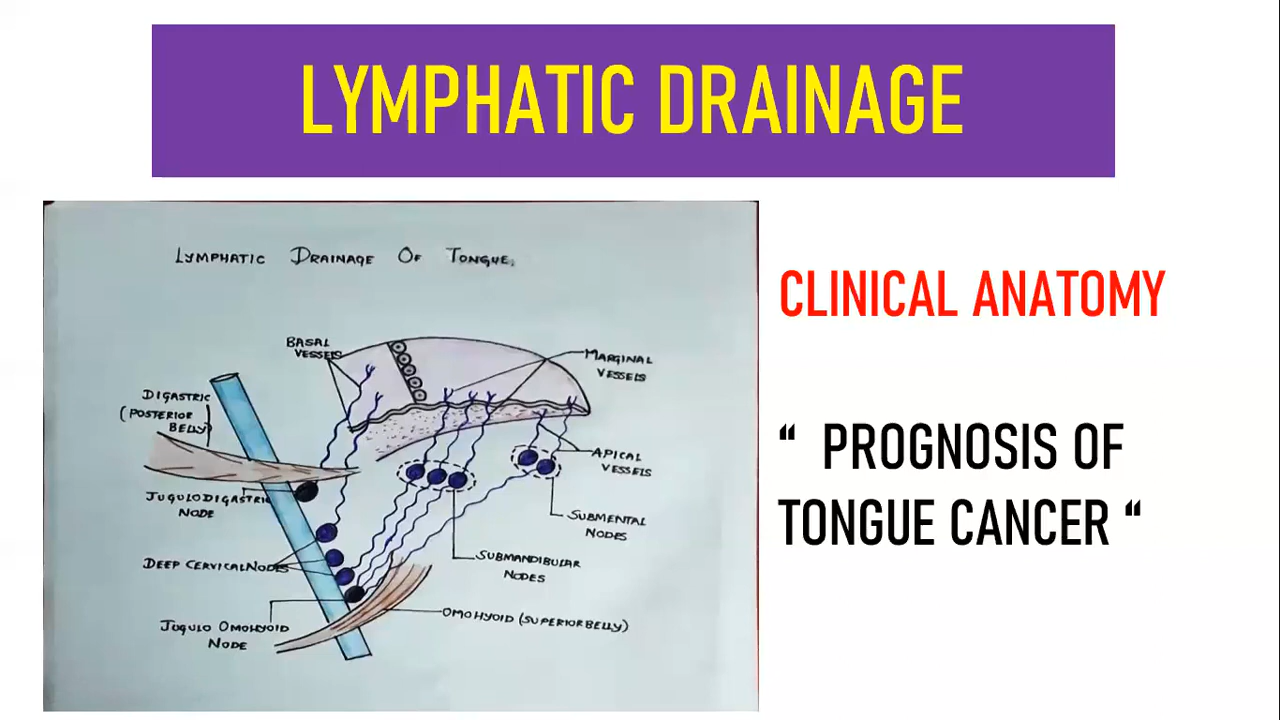 LYMPHATIC DRAINAGE
LYMPHATIC DRAINAGE OF TONGUE.
BASAL
VESSELS
MARGINAL
VESSELS
DIGASTRIC
(POSTERIOR
BELLY)
APICAL
VESSELS
JUGULODIGASTRIC
NODE
SUBMENTAL
NODES
DEEP CERVICAL NODES
SUBMANDIBULAR
NODES
JUGULO OMOHYOID
NODE
OMOHYOID (SUPERIOR BELLY)
CLINICAL ANATOMY
“ PROGNOSIS OF
TONGUE CANCER “